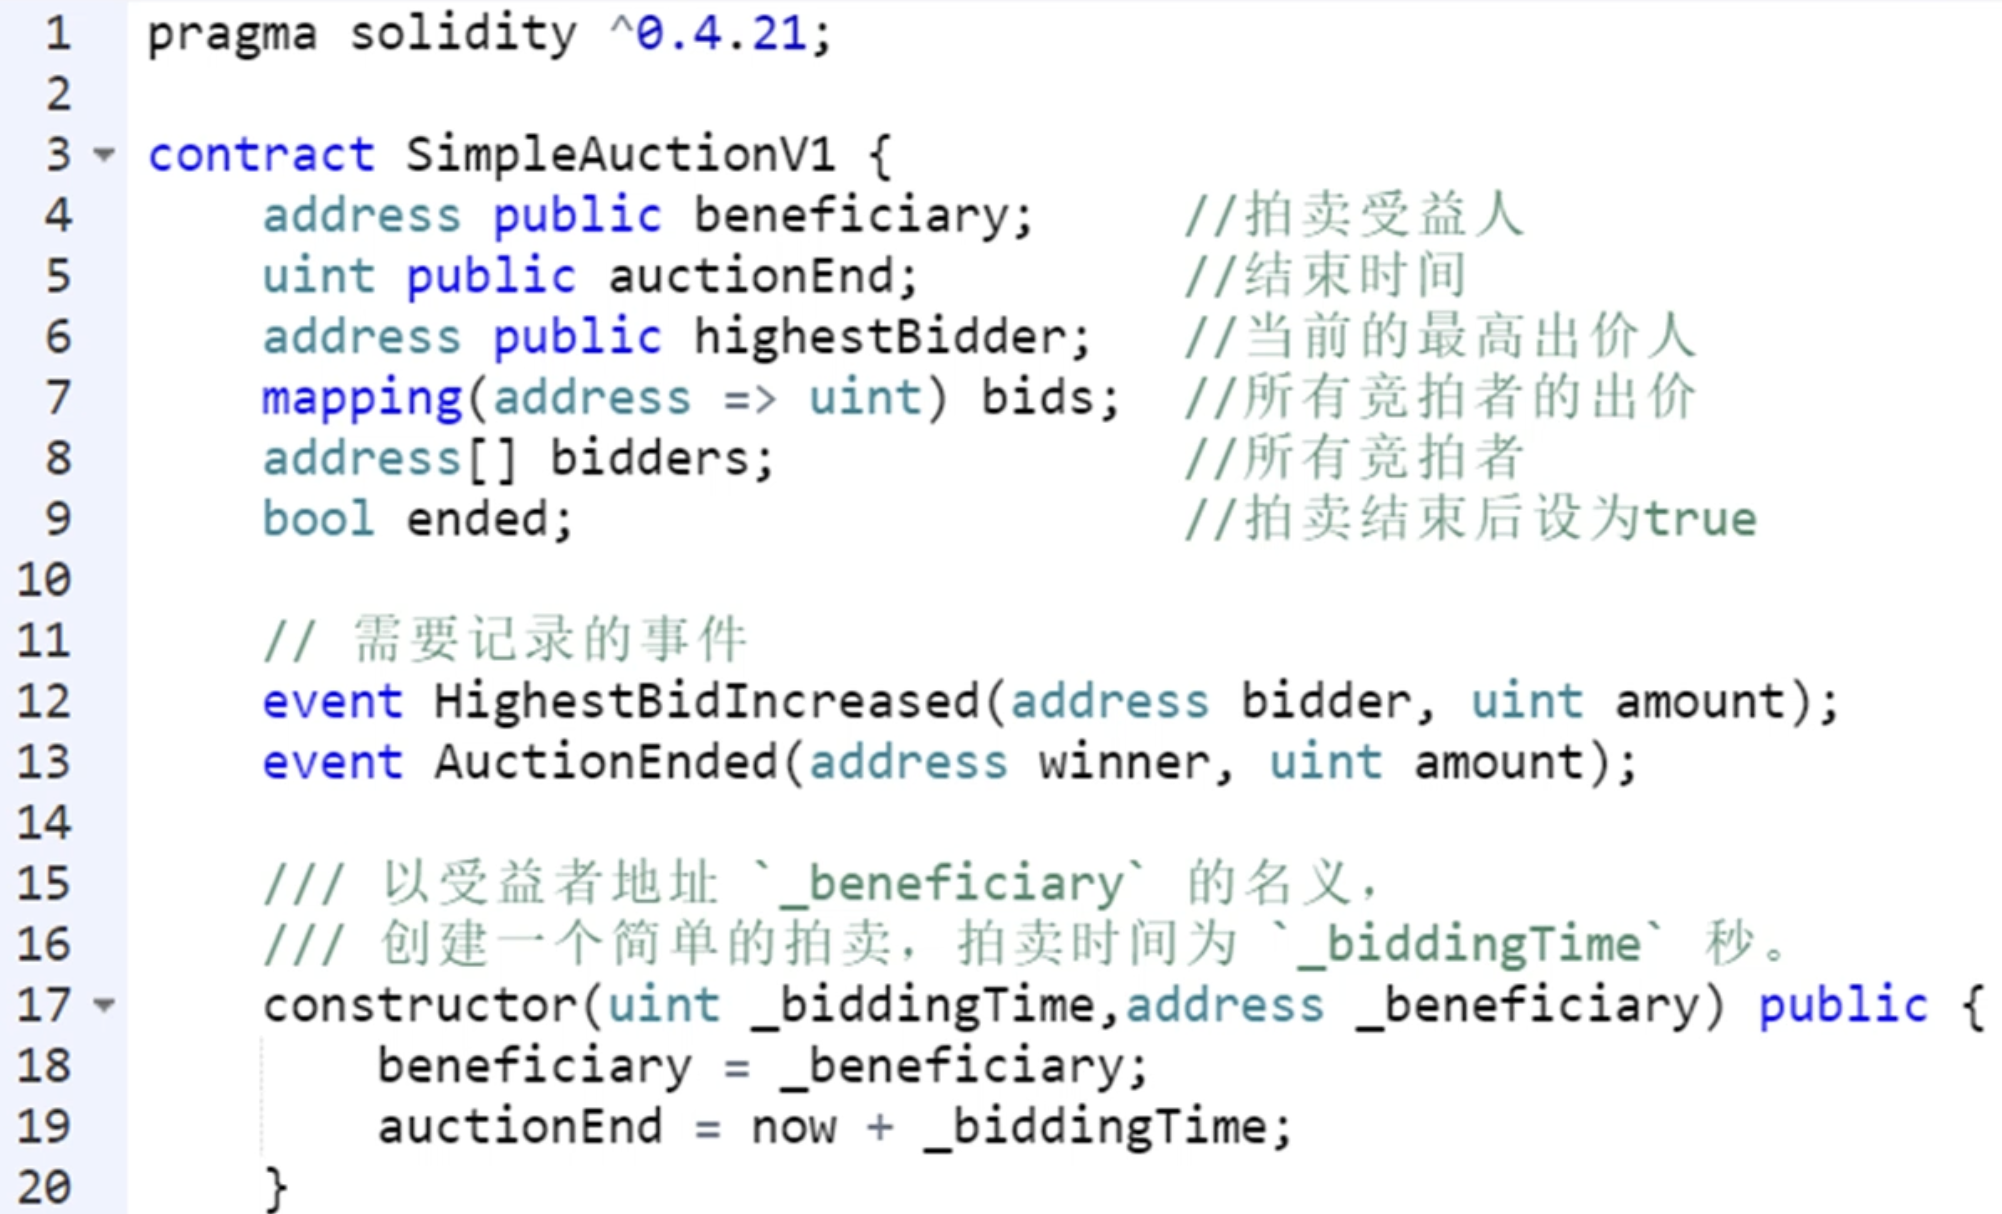 1 pragma solidity ^0.4.21;
2
3 contract SimpleAuctionV1 {
4     address public beneficiary;     //拍卖受益人
5     uint public auctionEnd;         //结束时间
6     address public highestBidder;   //当前的最高出价人
7     mapping(address => uint) bids;  //所有竞拍者的出价
8     address[] bidders;              //所有竞拍者
9     bool ended;                     //拍卖结束后设为true
10
11     // 需要记录的事件
12     event HighestBidIncreased(address bidder, uint amount);
13     event AuctionEnded(address winner, uint amount);
14
15     /// 以受益者地址 `_beneficiary` 的名义，
16     /// 创建一个简单的拍卖，拍卖时间为 `_biddingTime` 秒。
17     constructor(uint _biddingTime,address _beneficiary) public {
18         beneficiary = _beneficiary;
19         auctionEnd = now + _biddingTime;
20     }